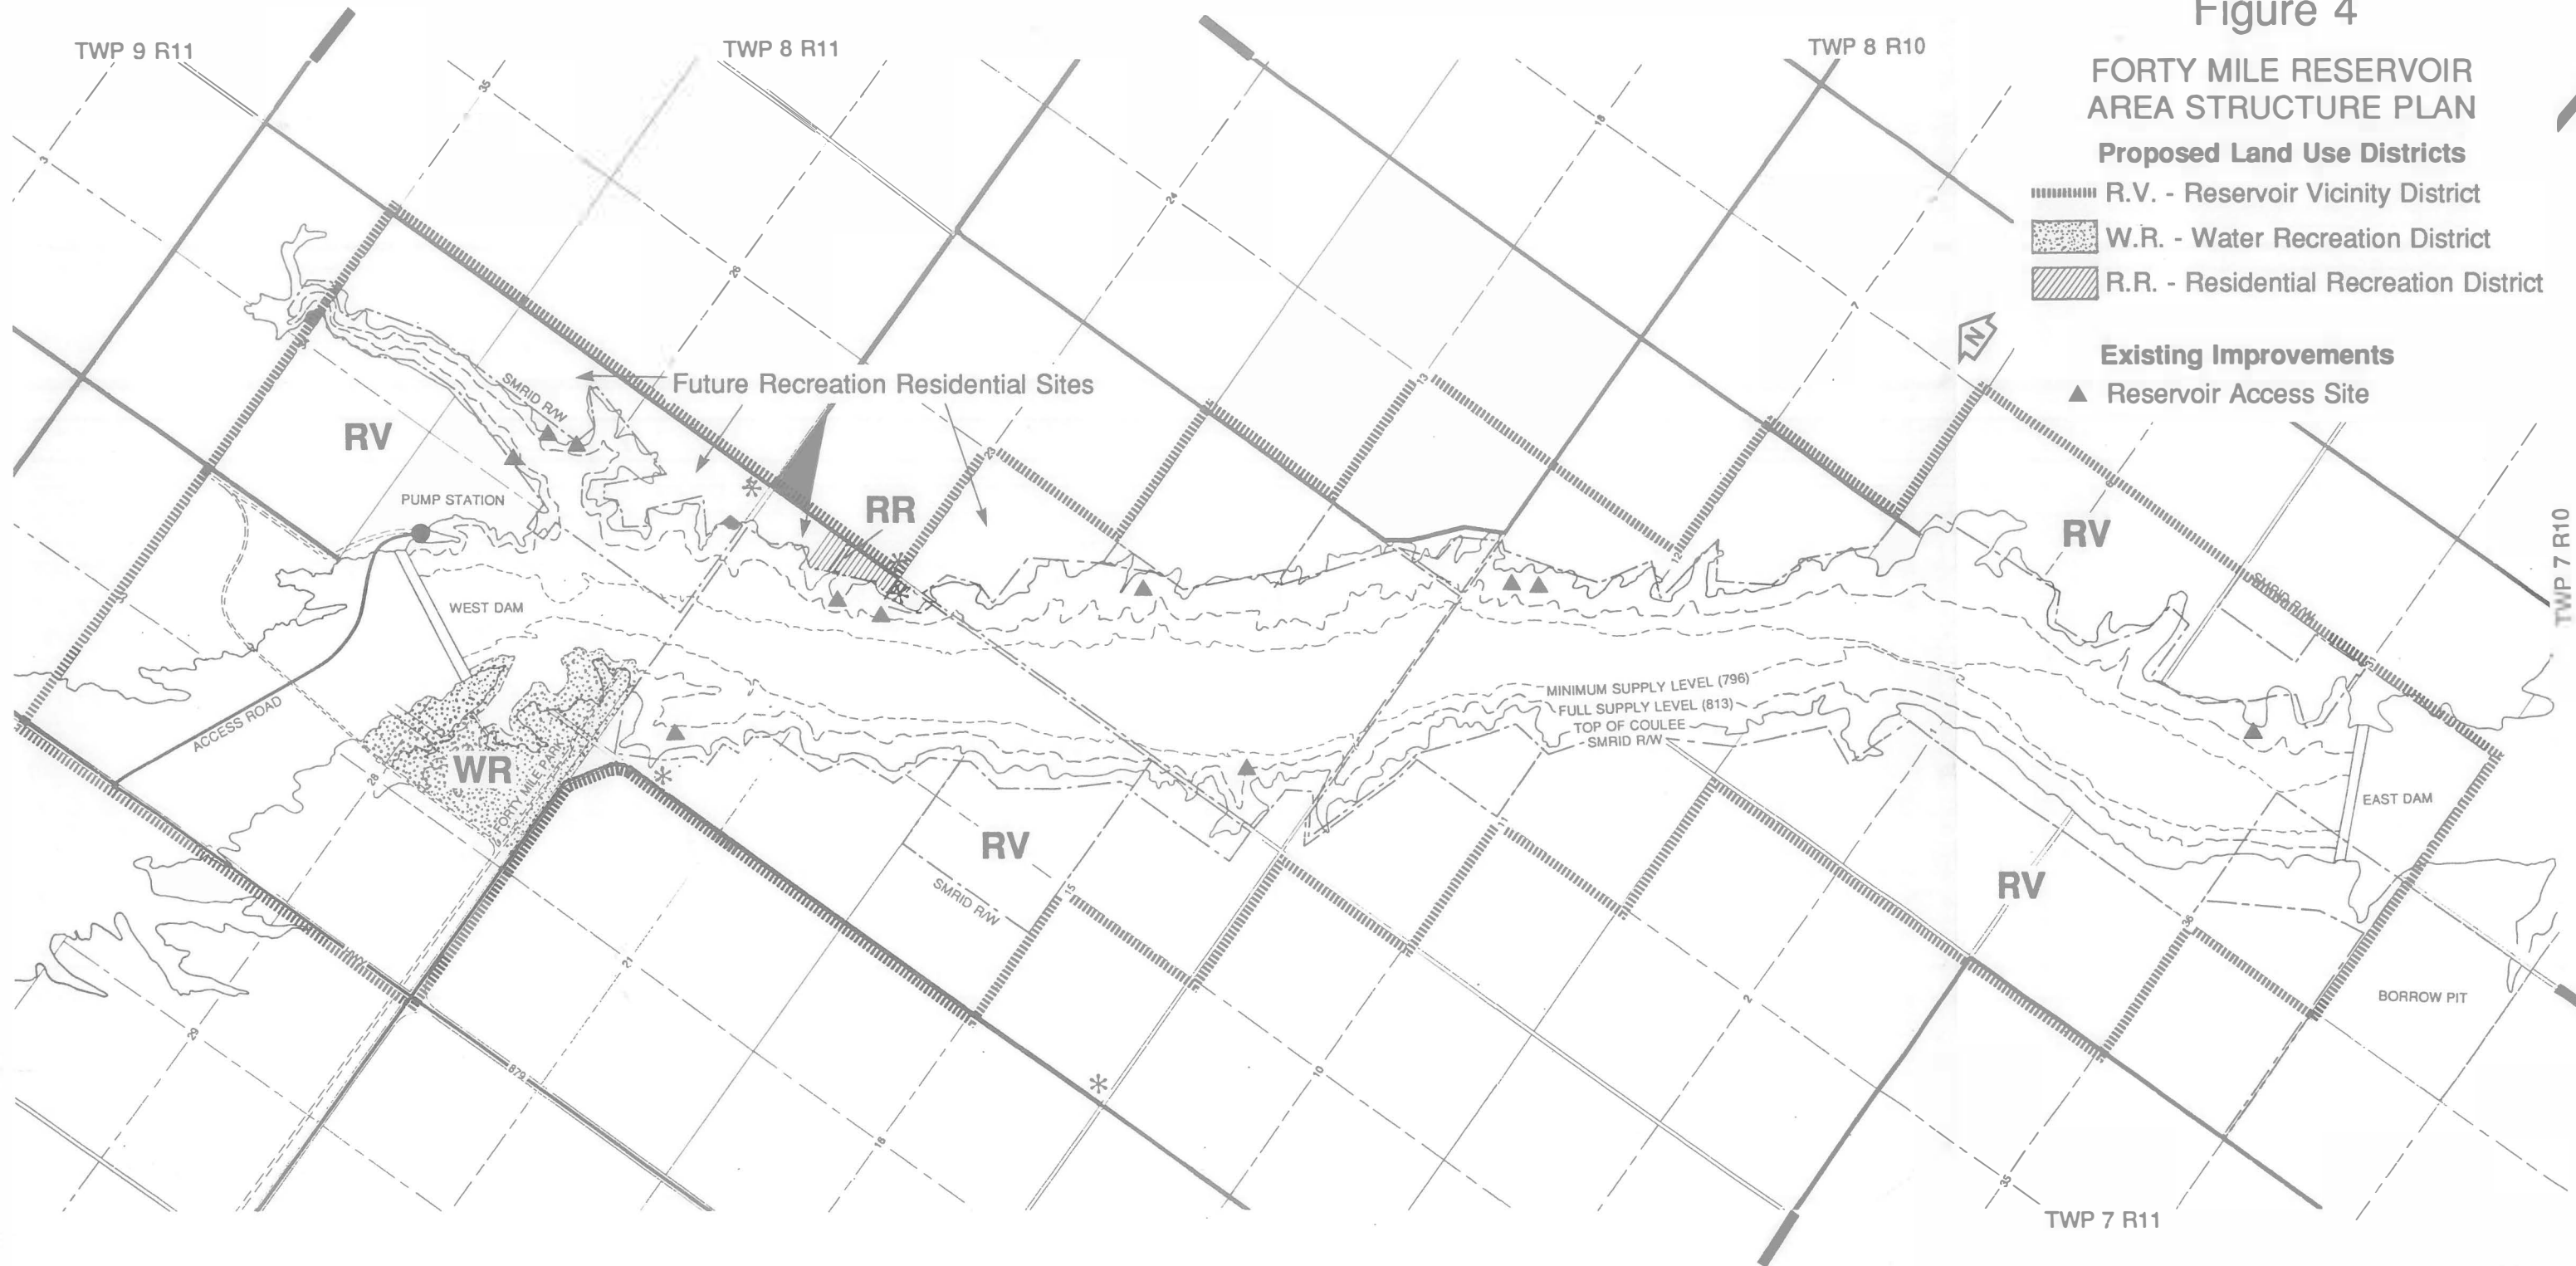 Figure 4
FORTY MILE RESERVOIR
AREA STRUCTURE PLAN
Proposed Land Use Districts
R.V. - Reservoir Vicinity District
W.R. - Water Recreation District
R.R. - Residential Recreation District
Existing Improvements
▲ Reservoir Access Site
TWP 9 R11
TWP 8 R11
TWP 8 R10
N
35
3
26
24
18
7
13
SMRID R/W
Future Recreation Residential Sites
RV
RR
RV
PUMP STATION
12
SMRID R/W
TWP 7 R10
WEST DAM
MINIMUM SUPPLY LEVEL (796)
FULL SUPPLY LEVEL (813)
TOP OF COULEE
SMRID R/W
ACCESS ROAD
WR
FORTY MILE PARK
28
EAST DAM
RV
SMRID R/W
15
RV
36
BORROW PIT
HWY
21
2
29
879
10
16
35
TWP 7 R11